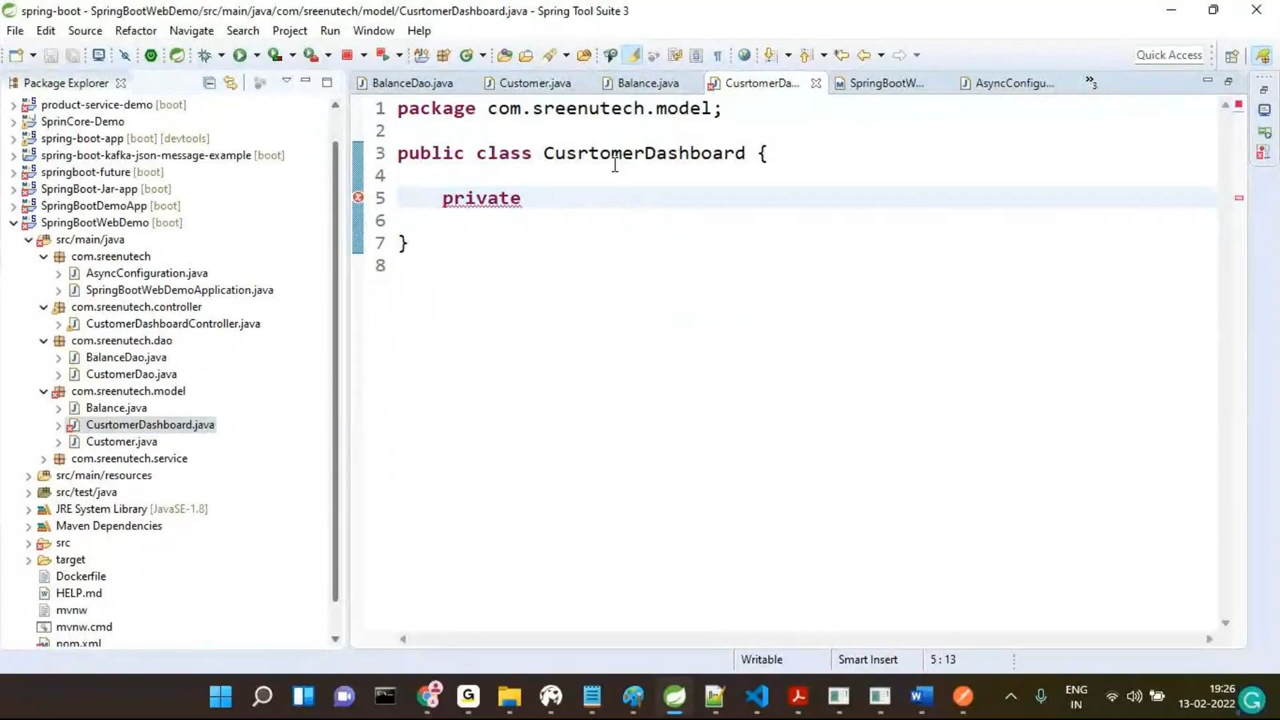 spring-boot - SpringBootWebDemo/src/main/java/com/sreenutech/model/CusrtomerDashboard.java - Spring Tool Suite 3
File Edit Source Refactor Navigate Search Project Run Window Help
Quick Access
Package Explorer
BalanceDao.java Customer.java Balance.java CusrtomerDa... SpringBootW... AsyncConfigu... »3
product-service-demo [boot]
SprinCore-Demo
spring-boot-app [boot] [devtools]
spring-boot-kafka-json-message-example [boot]
springboot-future [boot]
SpringBoot-Jar-app [boot]
SpringBootDemoApp [boot]
SpringBootWebDemo [boot]
src/main/java
com.sreenutech
AsyncConfiguration.java
SpringBootWebDemoApplication.java
com.sreenutech.controller
CustomerDashboardController.java
com.sreenutech.dao
BalanceDao.java
CustomerDao.java
com.sreenutech.model
Balance.java
CusrtomerDashboard.java
Customer.java
com.sreenutech.service
src/main/resources
src/test/java
JRE System Library [JavaSE-1.8]
Maven Dependencies
src
target
Dockerfile
HELP.md
mvnw
mvnw.cmd
pom.xml
1 package com.sreenutech.model;
2
3 public class CusrtomerDashboard {
4
5 private
6
7 }
8
Writable Smart Insert 5 : 13
ENG
IN
19:26
13-02-2022